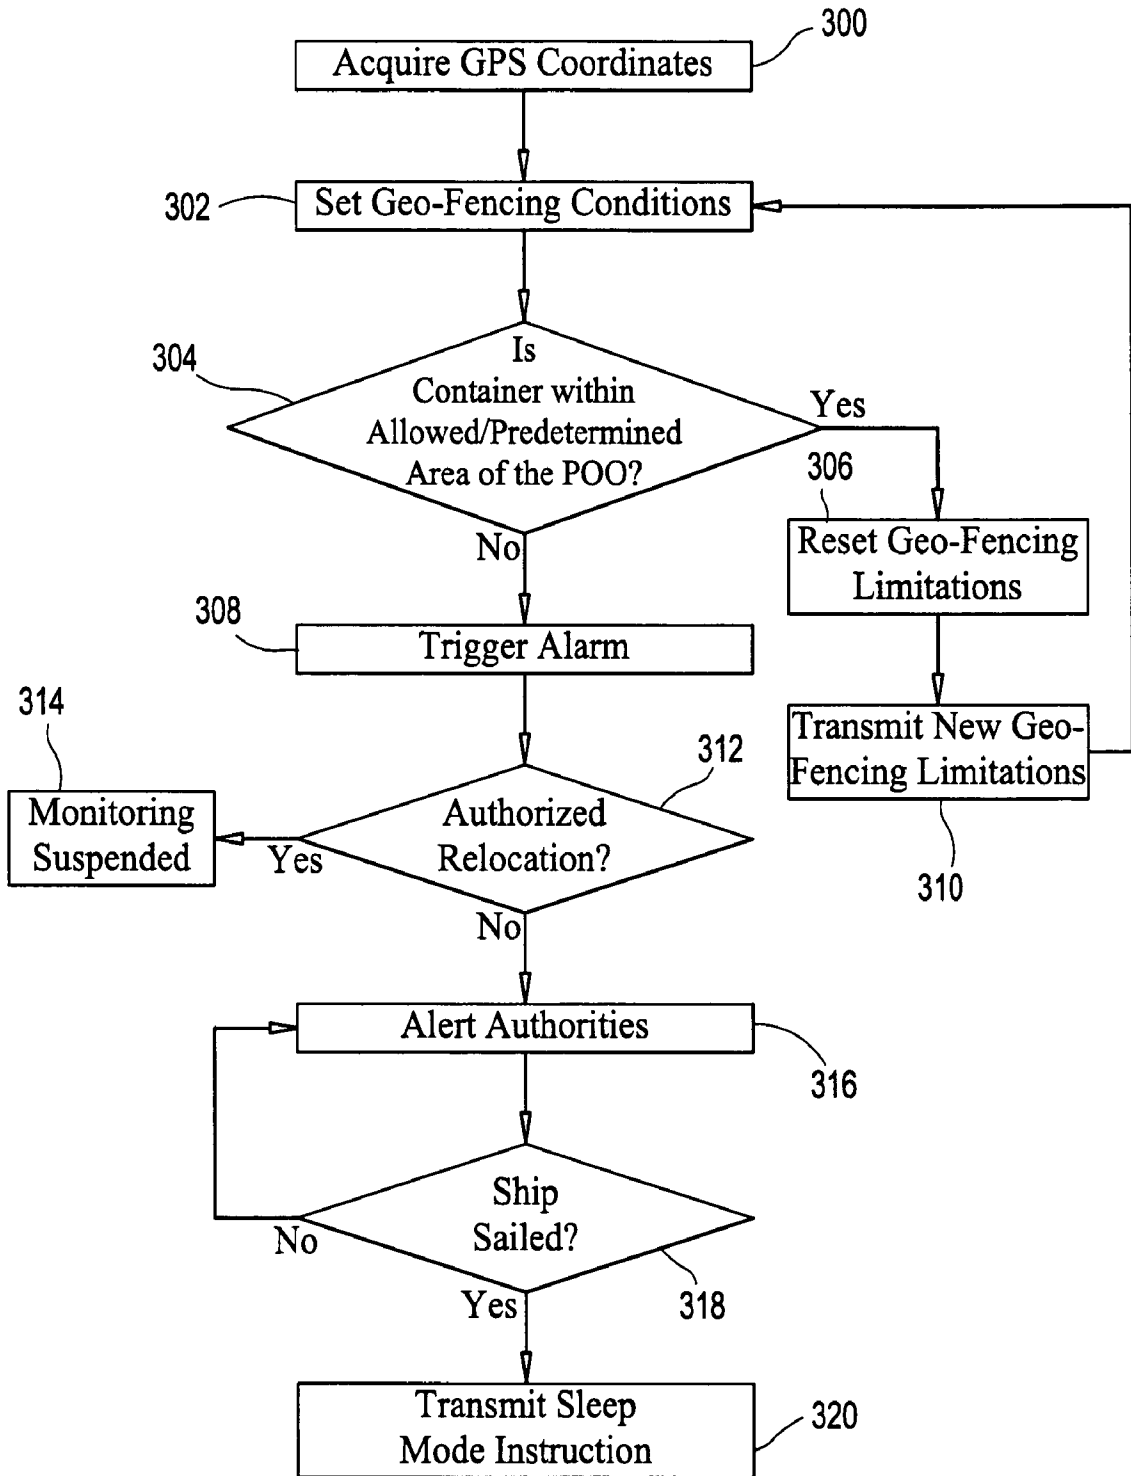 300
Acquire GPS Coordinates
302
Set Geo-Fencing Conditions
304
Is
Container within
Allowed/Predetermined
Area of the POO?
Yes
No
306
Reset Geo-Fencing
Limitations
308
Trigger Alarm
Transmit New Geo-
Fencing Limitations
310
314
Monitoring
Suspended
312
Authorized
Relocation?
Yes
No
Alert Authorities
316
Ship
Sailed?
No
Yes
318
Transmit Sleep
Mode Instruction
320